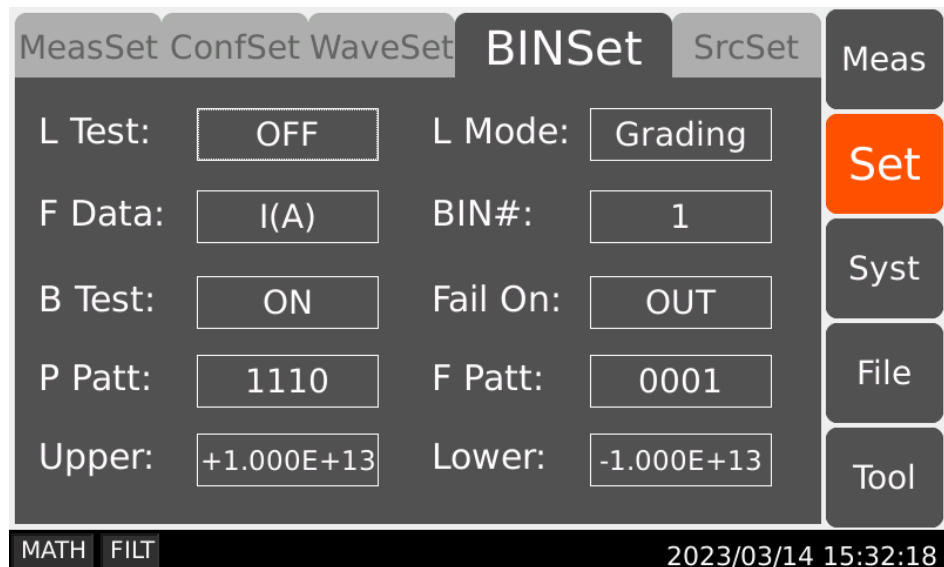 MeasSet ConfSet WaveSet BINSet SrcSet Meas
L Test: OFF L Mode: Grading
Set
F Data: I(A) BIN#: 1
Syst
B Test: ON Fail On: OUT
P Patt: 1110 F Patt: 0001
File
Upper: +1.000E+13 Lower: -1.000E+13
Tool
MATH FILT 2023/03/14 15:32:18